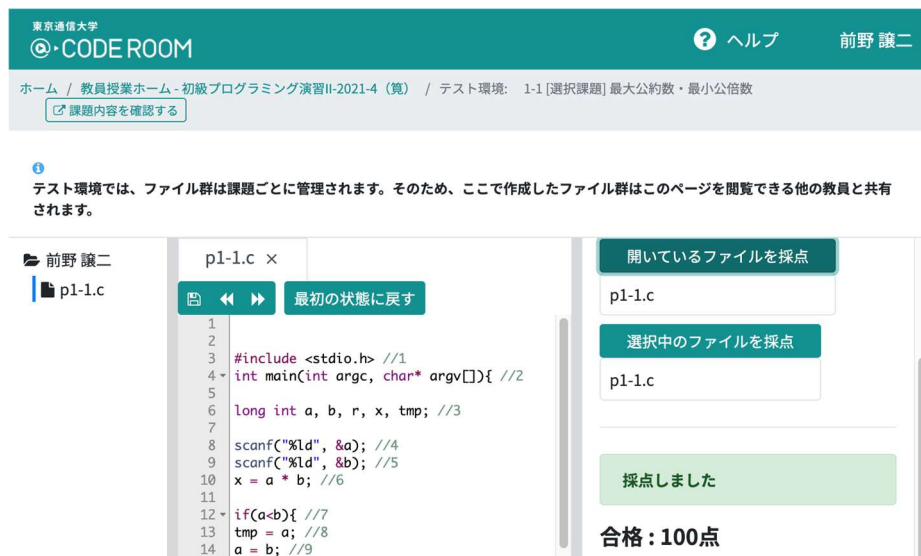 東京通信大学
CODE ROOM
ヘルプ
前野 譲二
ホーム / 教員授業ホーム - 初級プログラミング演習II-2021-4（筧） / テスト環境: 1-1 [選択課題] 最大公約数・最小公倍数
課題内容を確認する
テスト環境では、ファイル群は課題ごとに管理されます。そのため、ここで作成したファイル群はこのページを閲覧できる他の教員と共有
されます。
前野 譲二
p1-1.c
p1-1.c ×
最初の状態に戻す
1
2
3 #include <stdio.h> //1
4 int main(int argc, char* argv[]){ //2
5
6 long int a, b, r, x, tmp; //3
7
8 scanf("%ld", &a); //4
9 scanf("%ld", &b); //5
10 x = a * b; //6
11
12 if(a<b){ //7
13 tmp = a; //8
14 a = b; //9
開いているファイルを採点
p1-1.c
選択中のファイルを採点
p1-1.c
採点しました
合格 : 100点